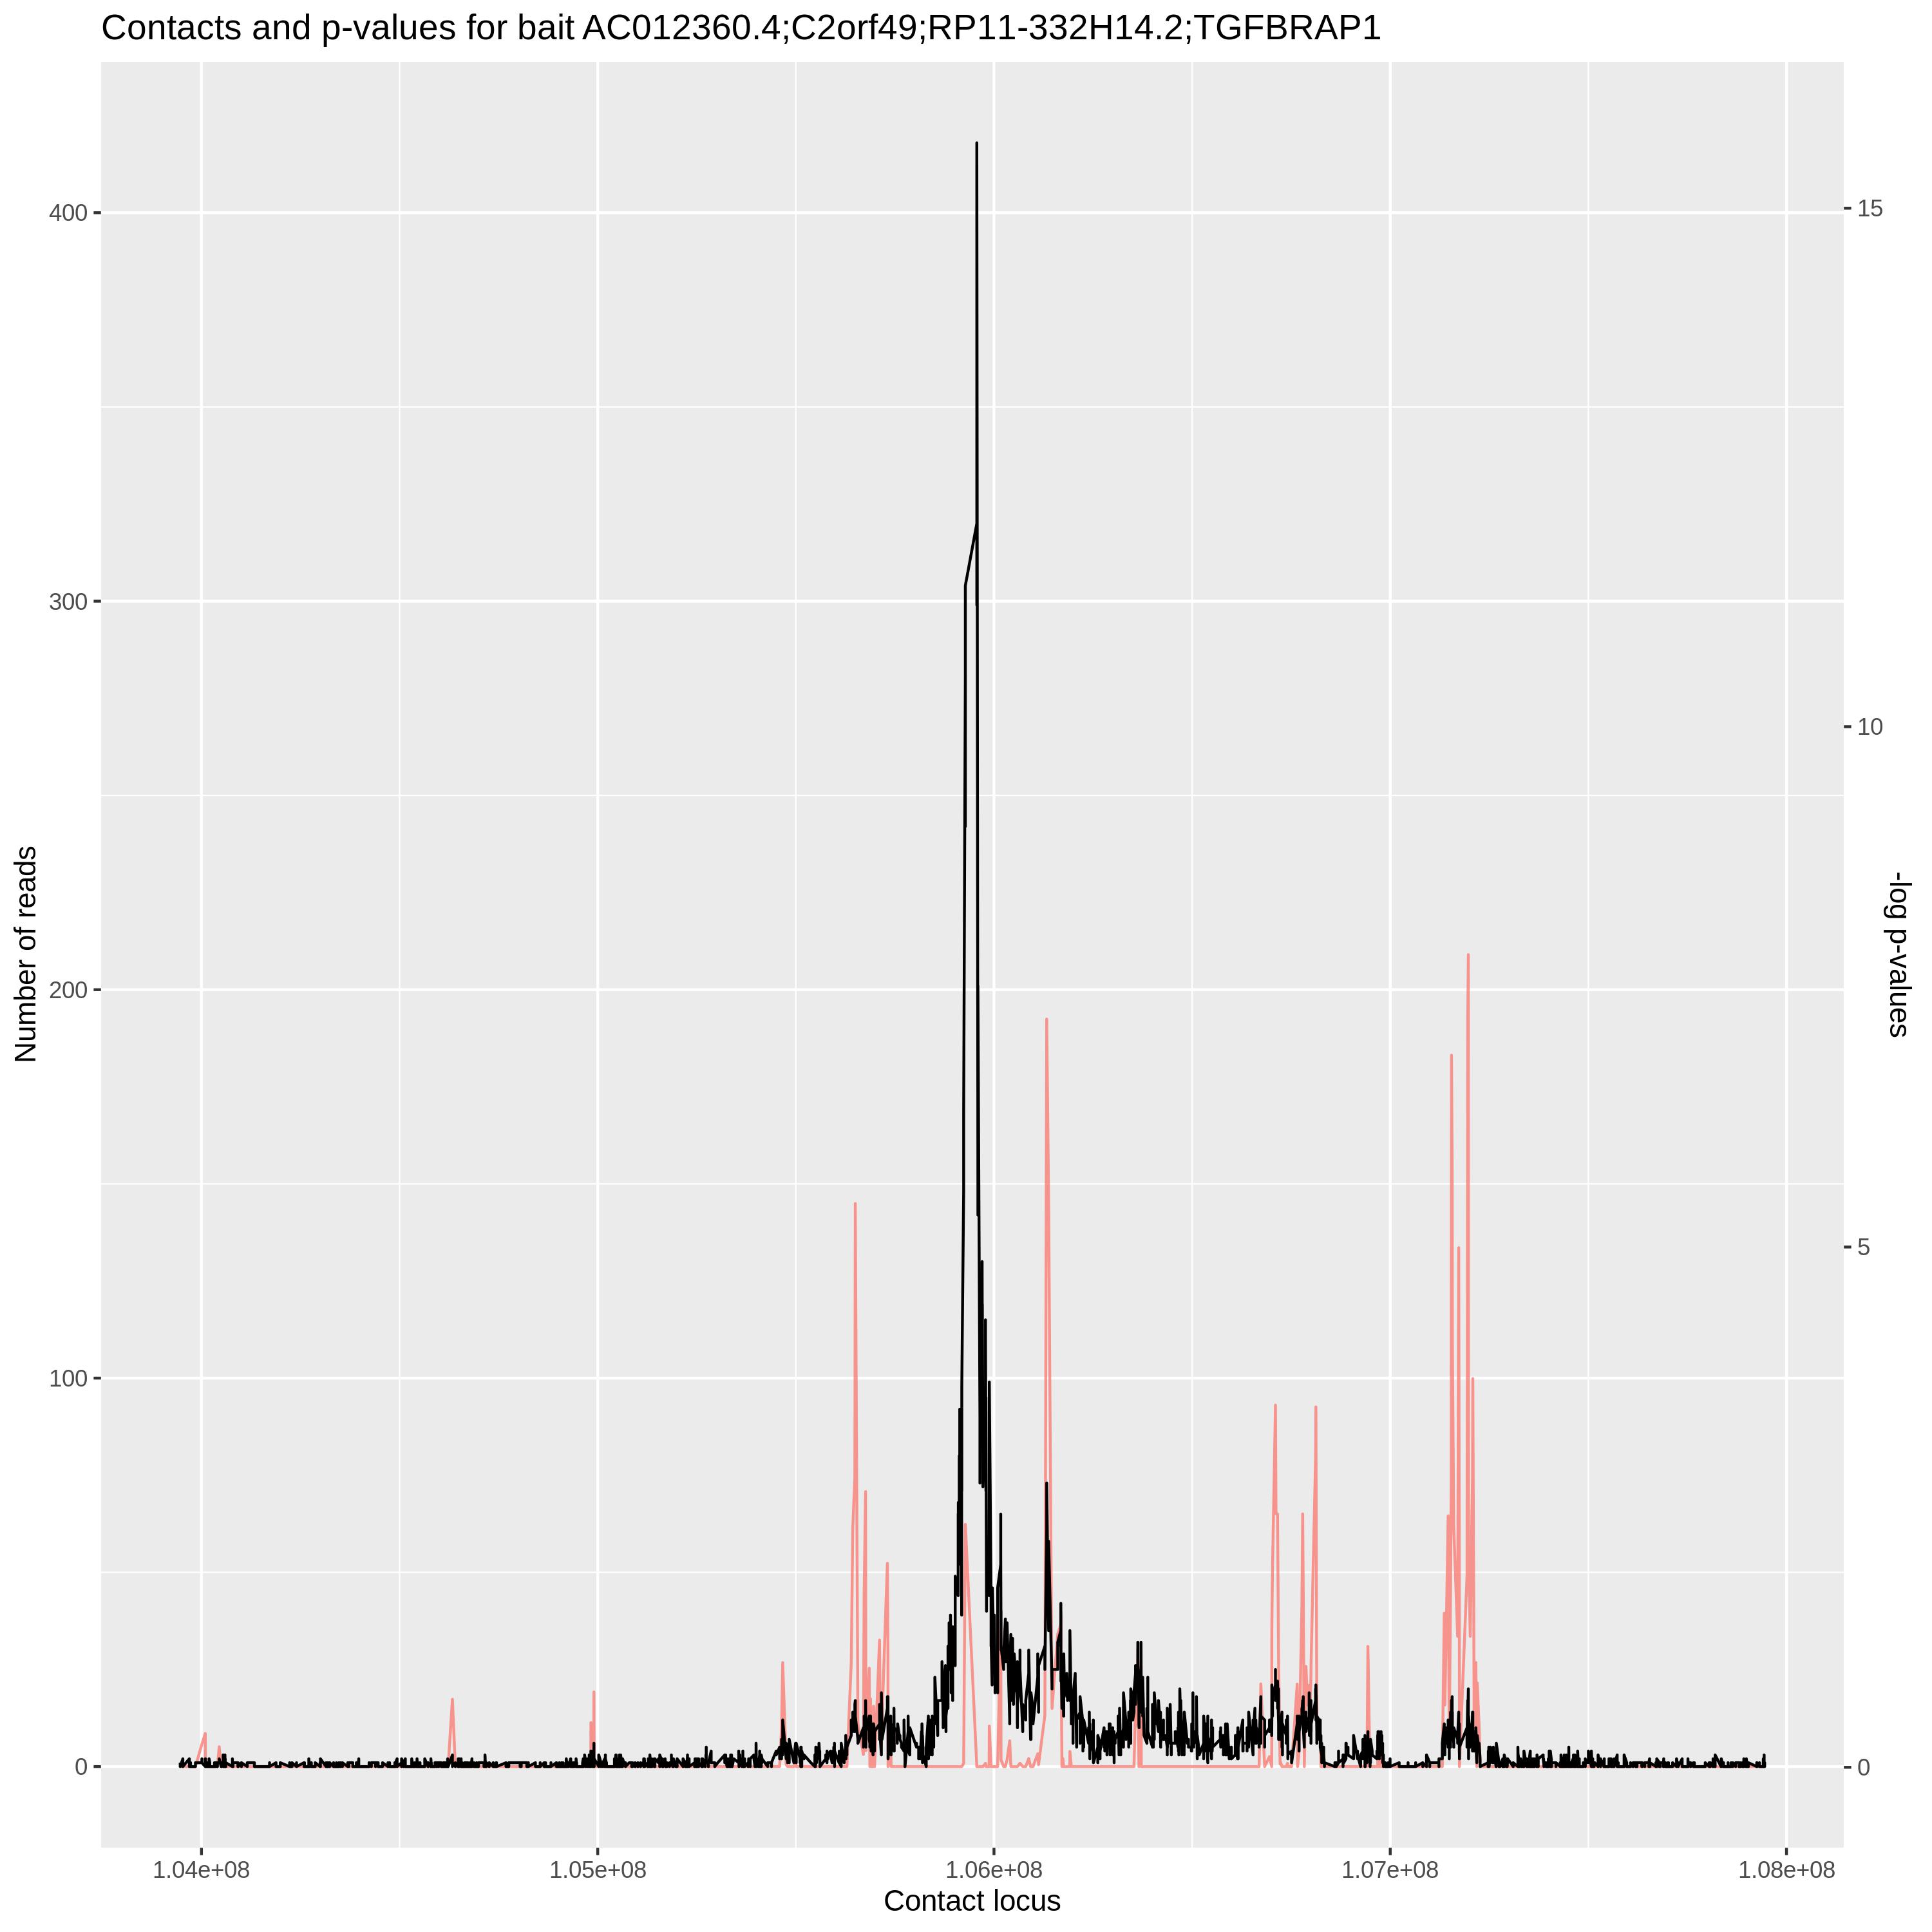 Contacts and p-values for bait AC012360.4;C2orf49;RP11-332H14.2;TGFBRAP1
400
300
200
100
0
Number of reads
15
10
5
0
-log p-values
1.04e+08 1.05e+08 1.06e+08 1.07e+08 1.08e+08
Contact locus